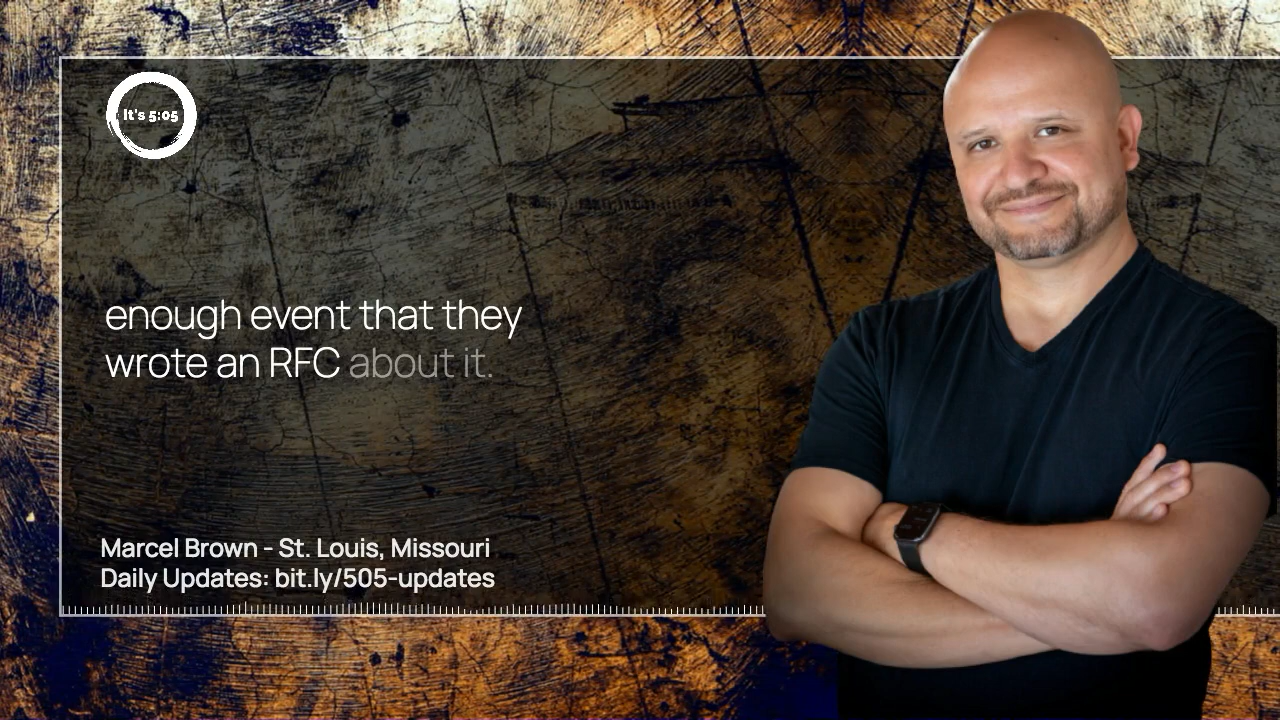 It's 5:05
enough event that they
wrote an RFC about it.
Marcel Brown - St. Louis, Missouri
Daily Updates: bit.ly/505-updates